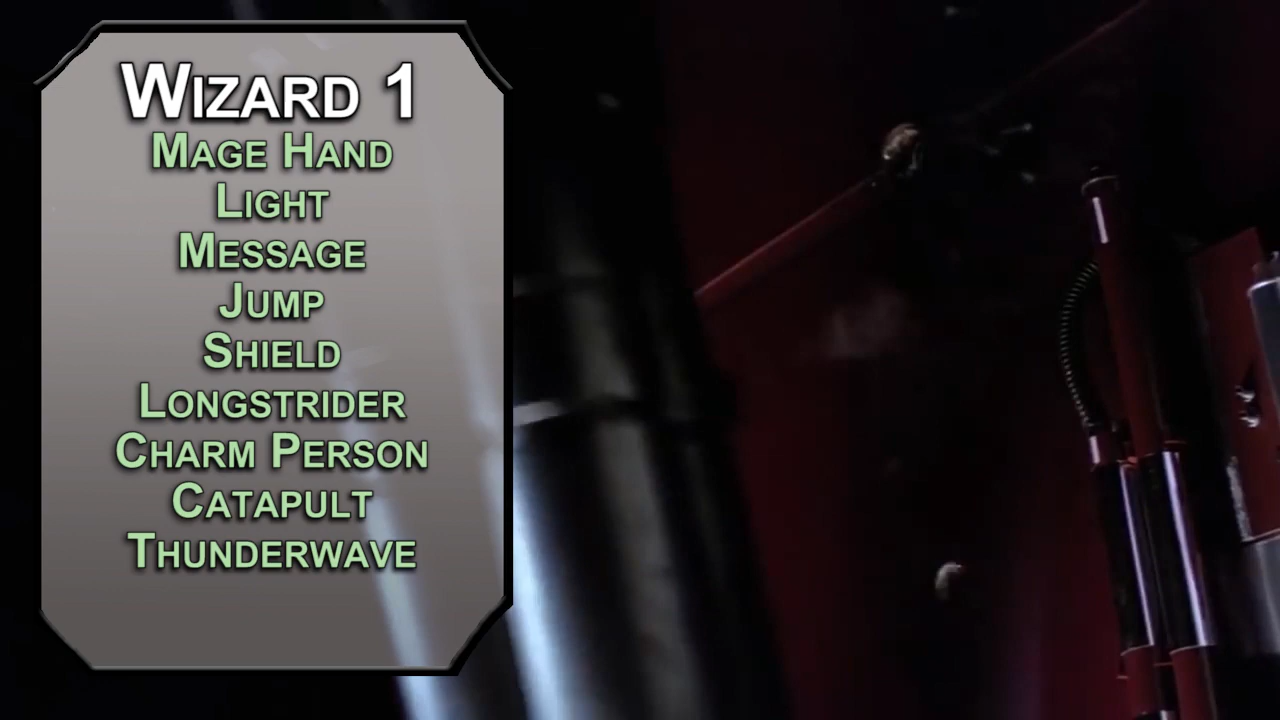 Wizard 1
Mage Hand
Light
Message
Jump
Shield
Longstrider
Charm Person
Catapult
Thunderwave